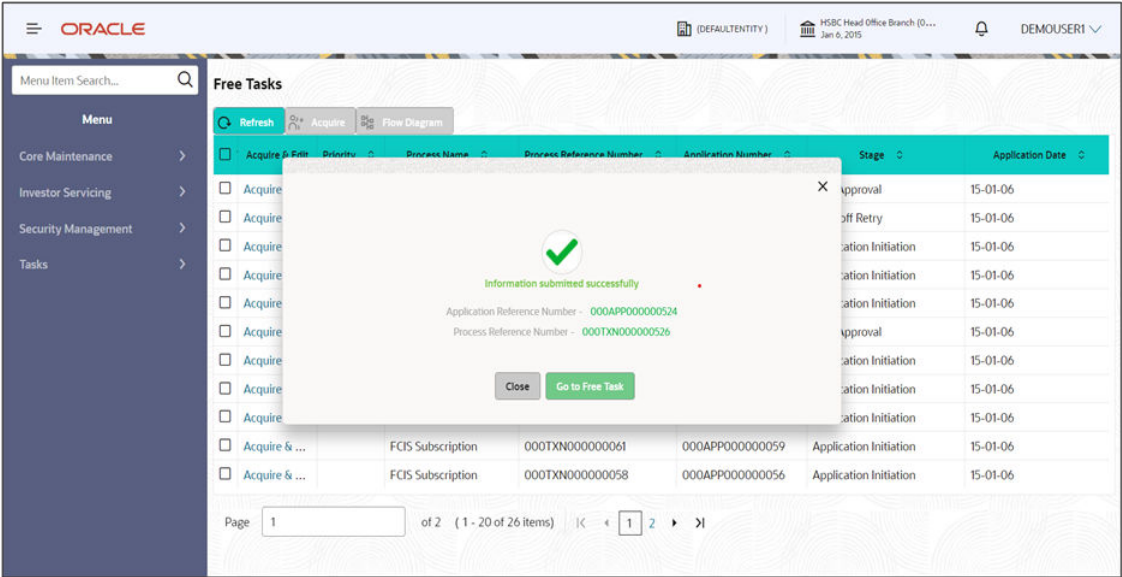 ORACLE
(DEFAULTENTITY)
HSBC Head Office Branch (0...
Jan 6, 2015
DEMOUSER1
Menu Item Search...
Menu
Core Maintenance
Investor Servicing
Security Management
Tasks
Free Tasks
Refresh Acquire Flow Diagram
Acquire & Edit Priority Process Name Process Reference Number Application Number Stage Application Date
Acquire Approval 15-01-06
Acquire off Retry 15-01-06
Acquire ation Initiation 15-01-06
Acquire ation Initiation 15-01-06
Acquire ation Initiation 15-01-06
Acquire Approval 15-01-06
Acquire ation Initiation 15-01-06
Acquire ation Initiation 15-01-06
Acquire ation Initiation 15-01-06
Acquire & ... FCIS Subscription 000TXN000000061 000APP000000059 Application Initiation 15-01-06
Acquire & ... FCIS Subscription 000TXN000000058 000APP000000056 Application Initiation 15-01-06
Information submitted successfully
Application Reference Number - 000APP000000524
Process Reference Number - 000TXN000000526
Close Go to Free Task
Page 1 of 2 (1 - 20 of 26 items) 1 2